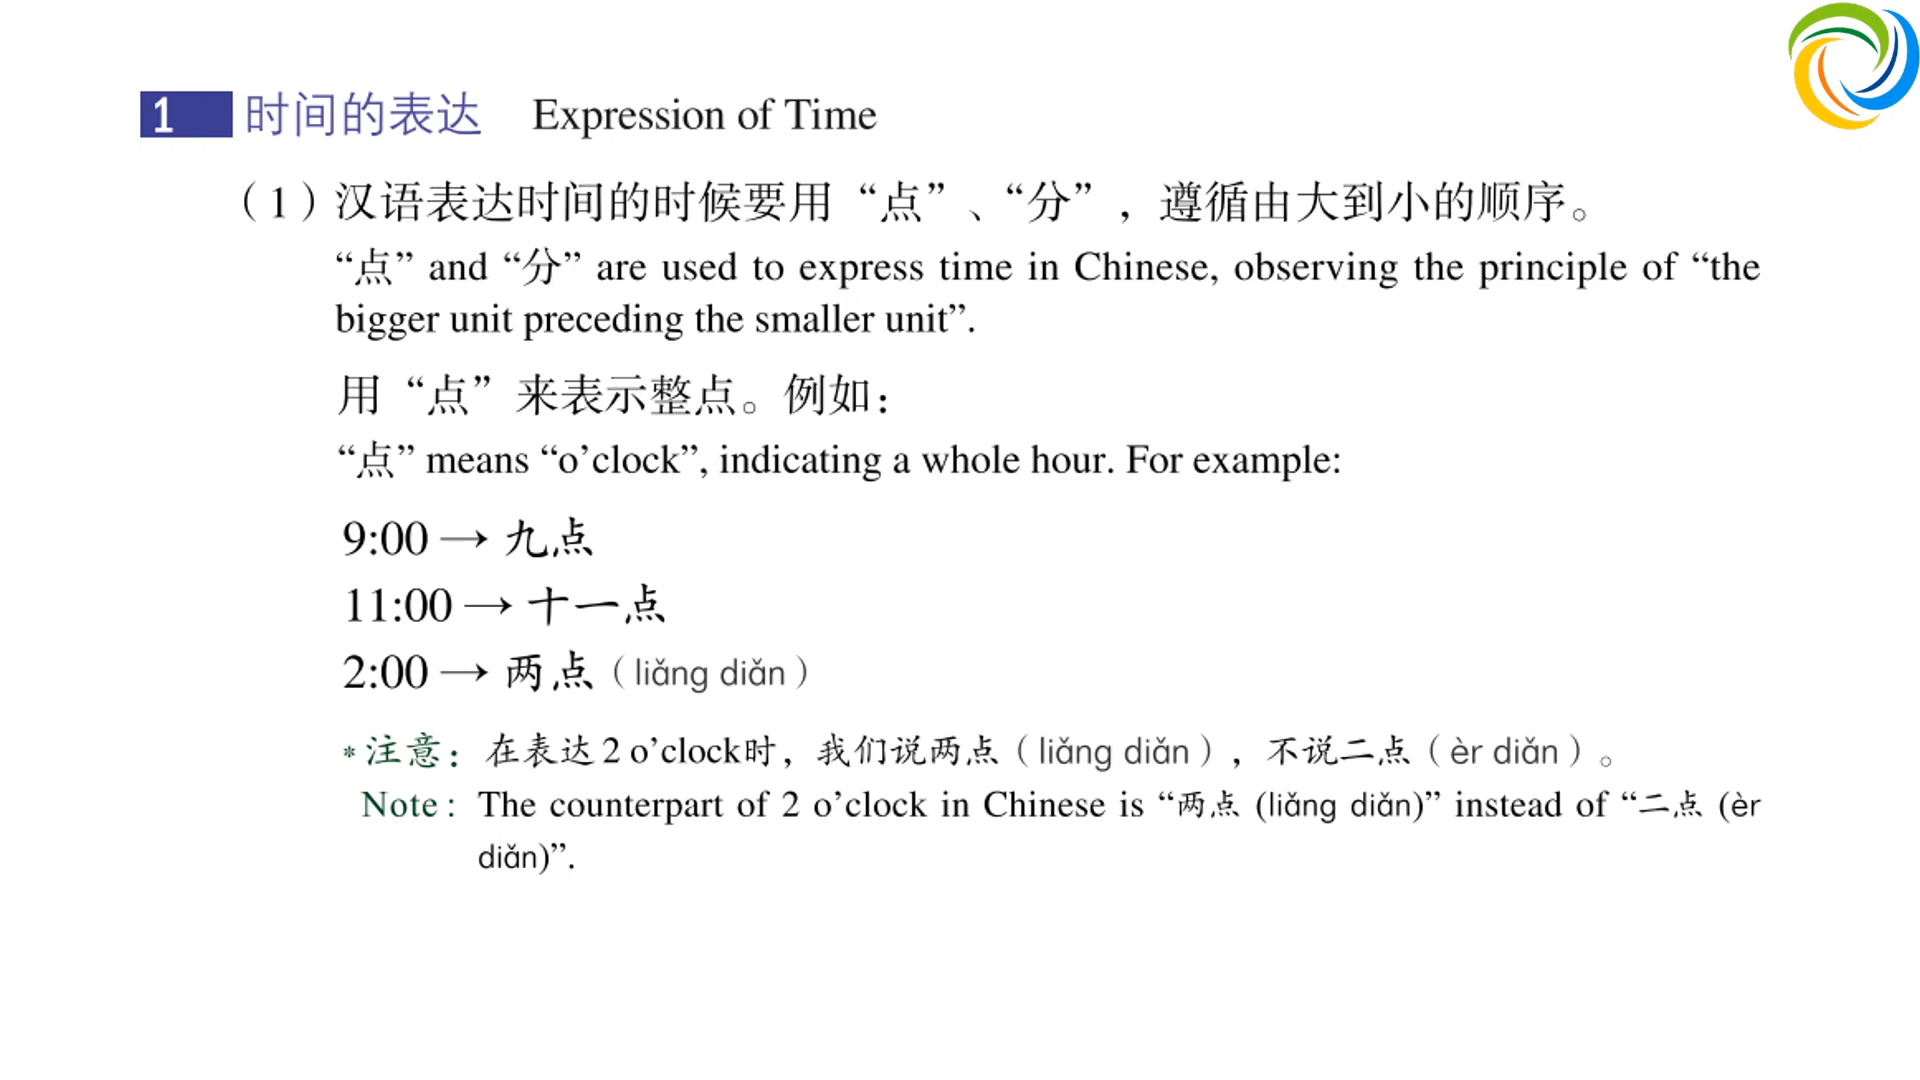 1 时间的表达 Expression of Time
（1）汉语表达时间的时候要用“点”、“分”，遵循由大到小的顺序。
“点” and “分” are used to express time in Chinese, observing the principle of “the
bigger unit preceding the smaller unit”.
用“点”来表示整点。例如：
“点” means “o’clock”, indicating a whole hour. For example:
9:00 → 九点
11:00 → 十一点
2:00 → 两点（liǎng diǎn）
*注意：在表达2 o’clock时，我们说两点（liǎng diǎn），不说二点（èr diǎn）。
Note: The counterpart of 2 o’clock in Chinese is “两点 (liǎng diǎn)” instead of “二点 (èr
diǎn)”.